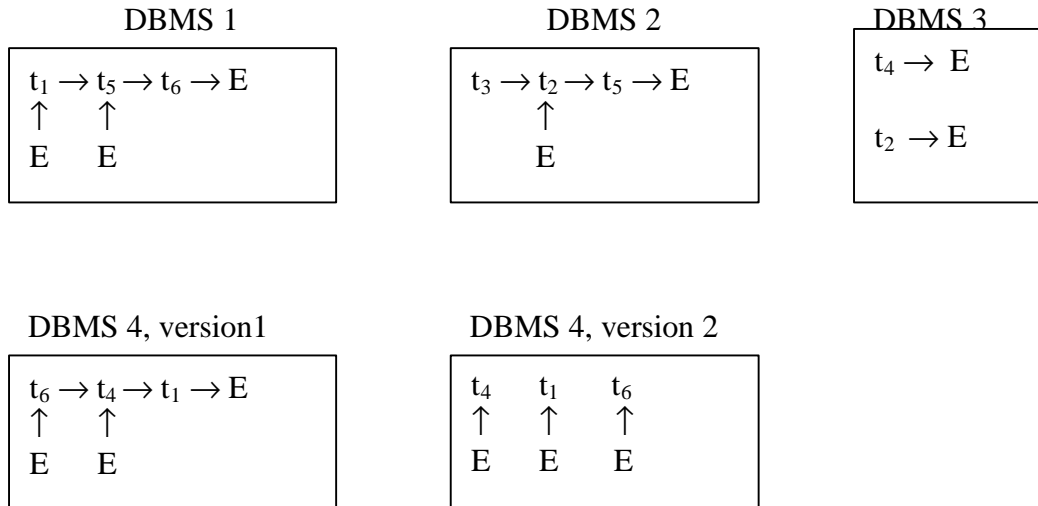 DBMS 1
t₁ → t₅ → t₆ → E
↑ ↑
E E
DBMS 2
t₃ → t₂ → t₅ → E
↑
E
DBMS 3
t₄ → E
t₂ → E
DBMS 4, version1
t₆ → t₄ → t₁ → E
↑ ↑
E E
DBMS 4, version 2
t₄ t₁ t₆
↑ ↑ ↑
E E E